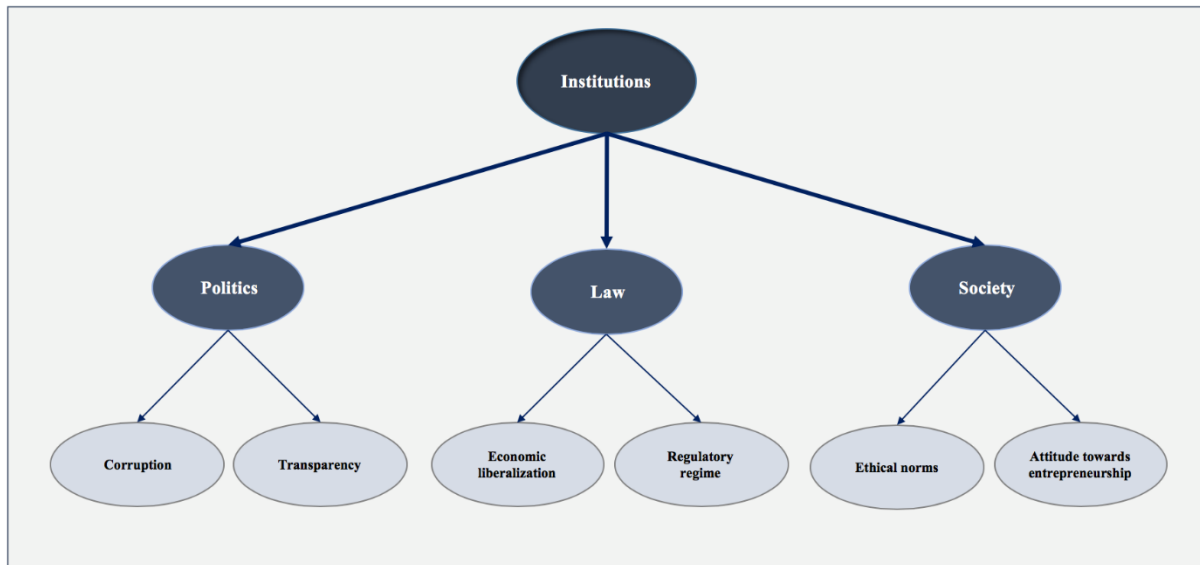 Institutions
Politics
Law
Society
Corruption
Transparency
Economic
liberalization
Regulatory
regime
Ethical norms
Attitude towards
entrepreneurship